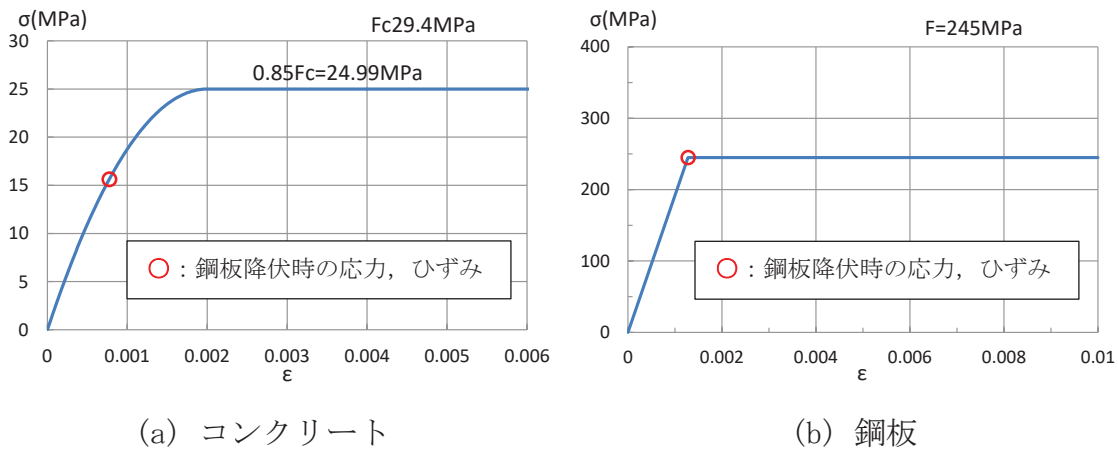 σ(MPa)
Fc29.4MPa
30
25
20
15
10
5
0
0.85Fc=24.99MPa
○：鋼板降伏時の応力，ひずみ
0 0.001 0.002 0.003 0.004 0.005 0.006
ε
(a) コンクリート
σ(MPa)
F=245MPa
400
300
200
100
0
○：鋼板降伏時の応力，ひずみ
0 0.002 0.004 0.006 0.008 0.01
ε
(b) 鋼板